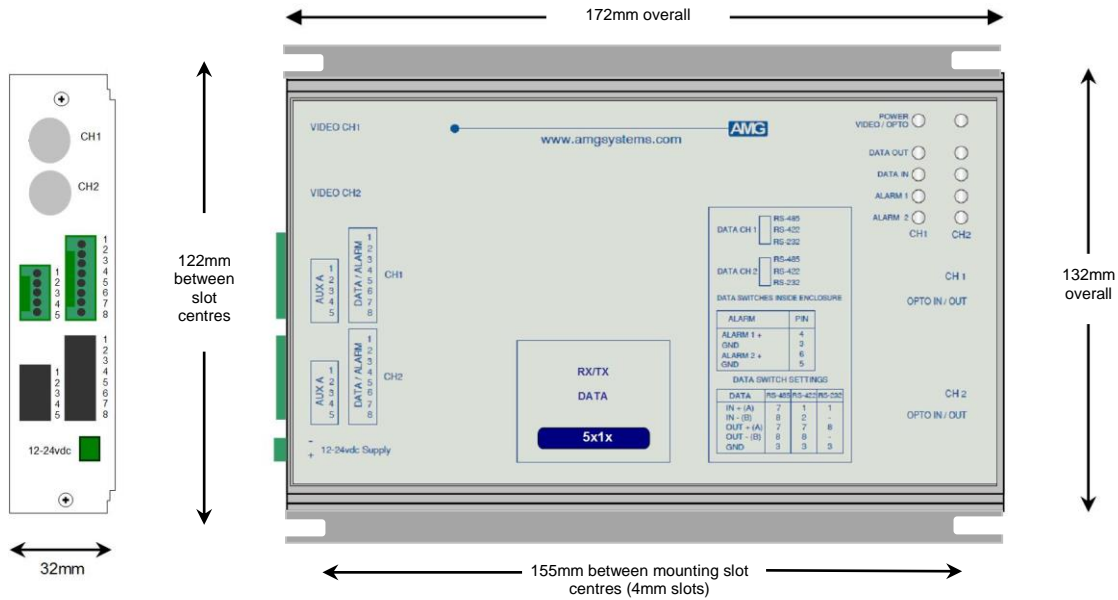 172mm overall
CH1
CH2
1
2
3
4
5
1
2
3
4
5
6
7
8
1
2
3
4
5
1
2
3
4
5
6
7
8
12-24vdc
32mm
122mm
between
slot
centres
VIDEO CH1
www.amgsystems.com
AMG
VIDEO CH2
AUX A
1
2
3
4
5
DATA / ALARM
1
2
3
4
5
6
7
8
CH1
AUX A
1
2
3
4
5
DATA / ALARM
1
2
3
4
5
6
7
8
CH2
-
+ 12-24vdc Supply
RX/TX
DATA
5x1x
POWER
VIDEO / OPTO
DATA OUT
DATA IN
ALARM 1
ALARM 2
CH1 CH2
DATA CH 1
RS-485
RS-422
RS-232
DATA CH 2
RS-485
RS-422
RS-232
DATA SWITCHES INSIDE ENCLOSURE
ALARM PIN
ALARM 1 + 4
GND 3
ALARM 2 + 6
GND 5
DATA SWITCH SETTINGS
DATA RS-485 RS-422 RS-232
IN + (A) 7 1 1
IN - (B) 8 2 -
OUT + (A) 7 7 8
OUT - (B) 8 8 -
GND 3 3 3
CH 1
OPTO IN / OUT
CH 2
OPTO IN / OUT
132mm
overall
155mm between mounting slot
centres (4mm slots)